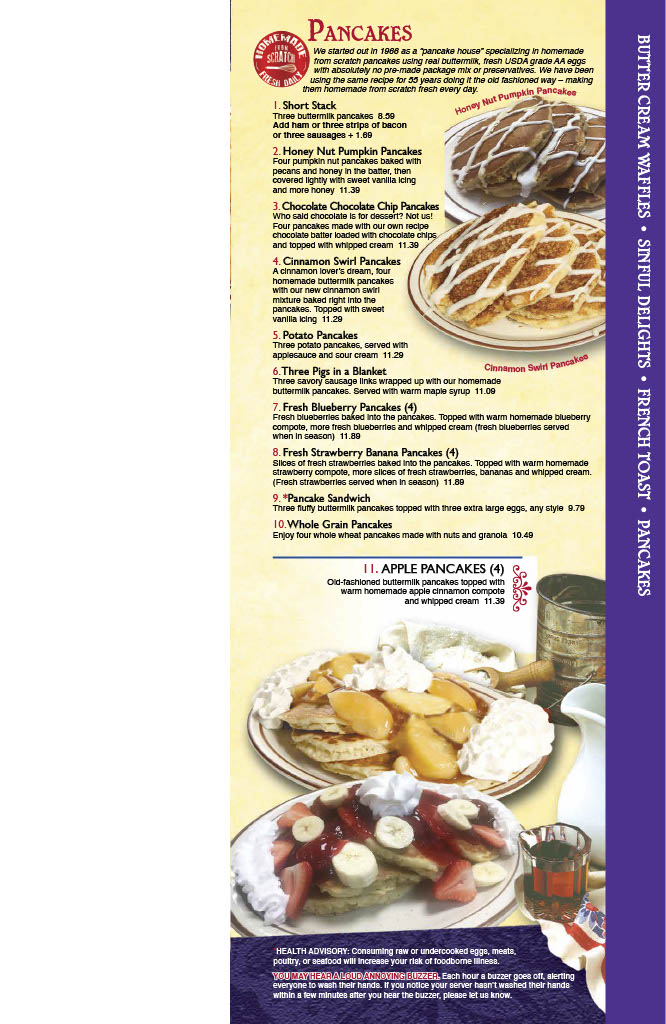 HOMEMADE
FROM
SCRATCH
FRESH DAILY
PANCAKES
We started out in 1966 as a "pancake house" specializing in homemade
from scratch pancakes using real buttermilk, fresh USDA grade AA eggs
with absolutely no pre-made package mix or preservatives. We have been
using the same recipe for 55 years doing it the old fashioned way – making
them homemade from scratch fresh every day.
Honey Nut Pumpkin Pancakes
1. Short Stack
Three buttermilk pancakes 8.59
Add ham or three strips of bacon
or three sausages + 1.69
2. Honey Nut Pumpkin Pancakes
Four pumpkin nut pancakes baked with
pecans and honey in the batter, then
covered lightly with sweet vanilla icing
and more honey 11.39
3. Chocolate Chocolate Chip Pancakes
Who said chocolate is for dessert? Not us!
Four pancakes made with our own recipe
chocolate batter loaded with chocolate chips
and topped with whipped cream 11.39
4. Cinnamon Swirl Pancakes
A cinnamon lover's dream, four
homemade buttermilk pancakes
with our new cinnamon swirl
mixture baked right into the
pancakes. Topped with sweet
vanilla icing 11.29
5. Potato Pancakes
Three potato pancakes, served with
applesauce and sour cream 11.29
Cinnamon Swirl Pancakes
6. Three Pigs in a Blanket
Three savory sausage links wrapped up with our homemade
buttermilk pancakes. Served with warm maple syrup 11.09
7. Fresh Blueberry Pancakes (4)
Fresh blueberries baked into the pancakes. Topped with warm homemade blueberry
compote, more fresh blueberries and whipped cream (fresh blueberries served
when in season) 11.89
8. Fresh Strawberry Banana Pancakes (4)
Slices of fresh strawberries baked into the pancakes. Topped with warm homemade
strawberry compote, more slices of fresh strawberries, bananas and whipped cream.
(Fresh strawberries served when in season) 11.89
9. *Pancake Sandwich
Three fluffy buttermilk pancakes topped with three extra large eggs, any style 9.79
10. Whole Grain Pancakes
Enjoy four whole wheat pancakes made with nuts and granola 10.49
11. APPLE PANCAKES (4)
Old-fashioned buttermilk pancakes topped with
warm homemade apple cinnamon compote
and whipped cream 11.39
*HEALTH ADVISORY: Consuming raw or undercooked eggs, meats,
poultry, or seafood will increase your risk of foodborne illness.
YOU MAY HEAR A LOUD ANNOYING BUZZER. Each hour a buzzer goes off, alerting
everyone to wash their hands. If you notice your server hasn't washed their hands
within a few minutes after you hear the buzzer, please let us know.
BUTTER CREAM WAFFLES • SINFUL DELIGHTS • FRENCH TOAST • PANCAKES